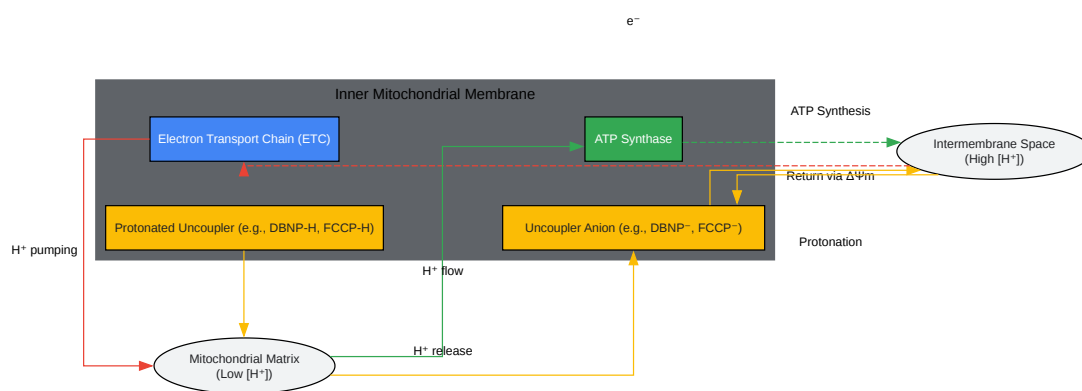 e⁻
Inner Mitochondrial Membrane
ATP Synthesis
Electron Transport Chain (ETC)
ATP Synthase
Intermembrane Space
(High [H⁺])
Return via ΔΨm
Protonated Uncoupler (e.g., DBNP-H, FCCP-H)
Uncoupler Anion (e.g., DBNP⁻, FCCP⁻)
Protonation
H⁺ pumping
H⁺ flow
H⁺ release
Mitochondrial Matrix
(Low [H⁺])